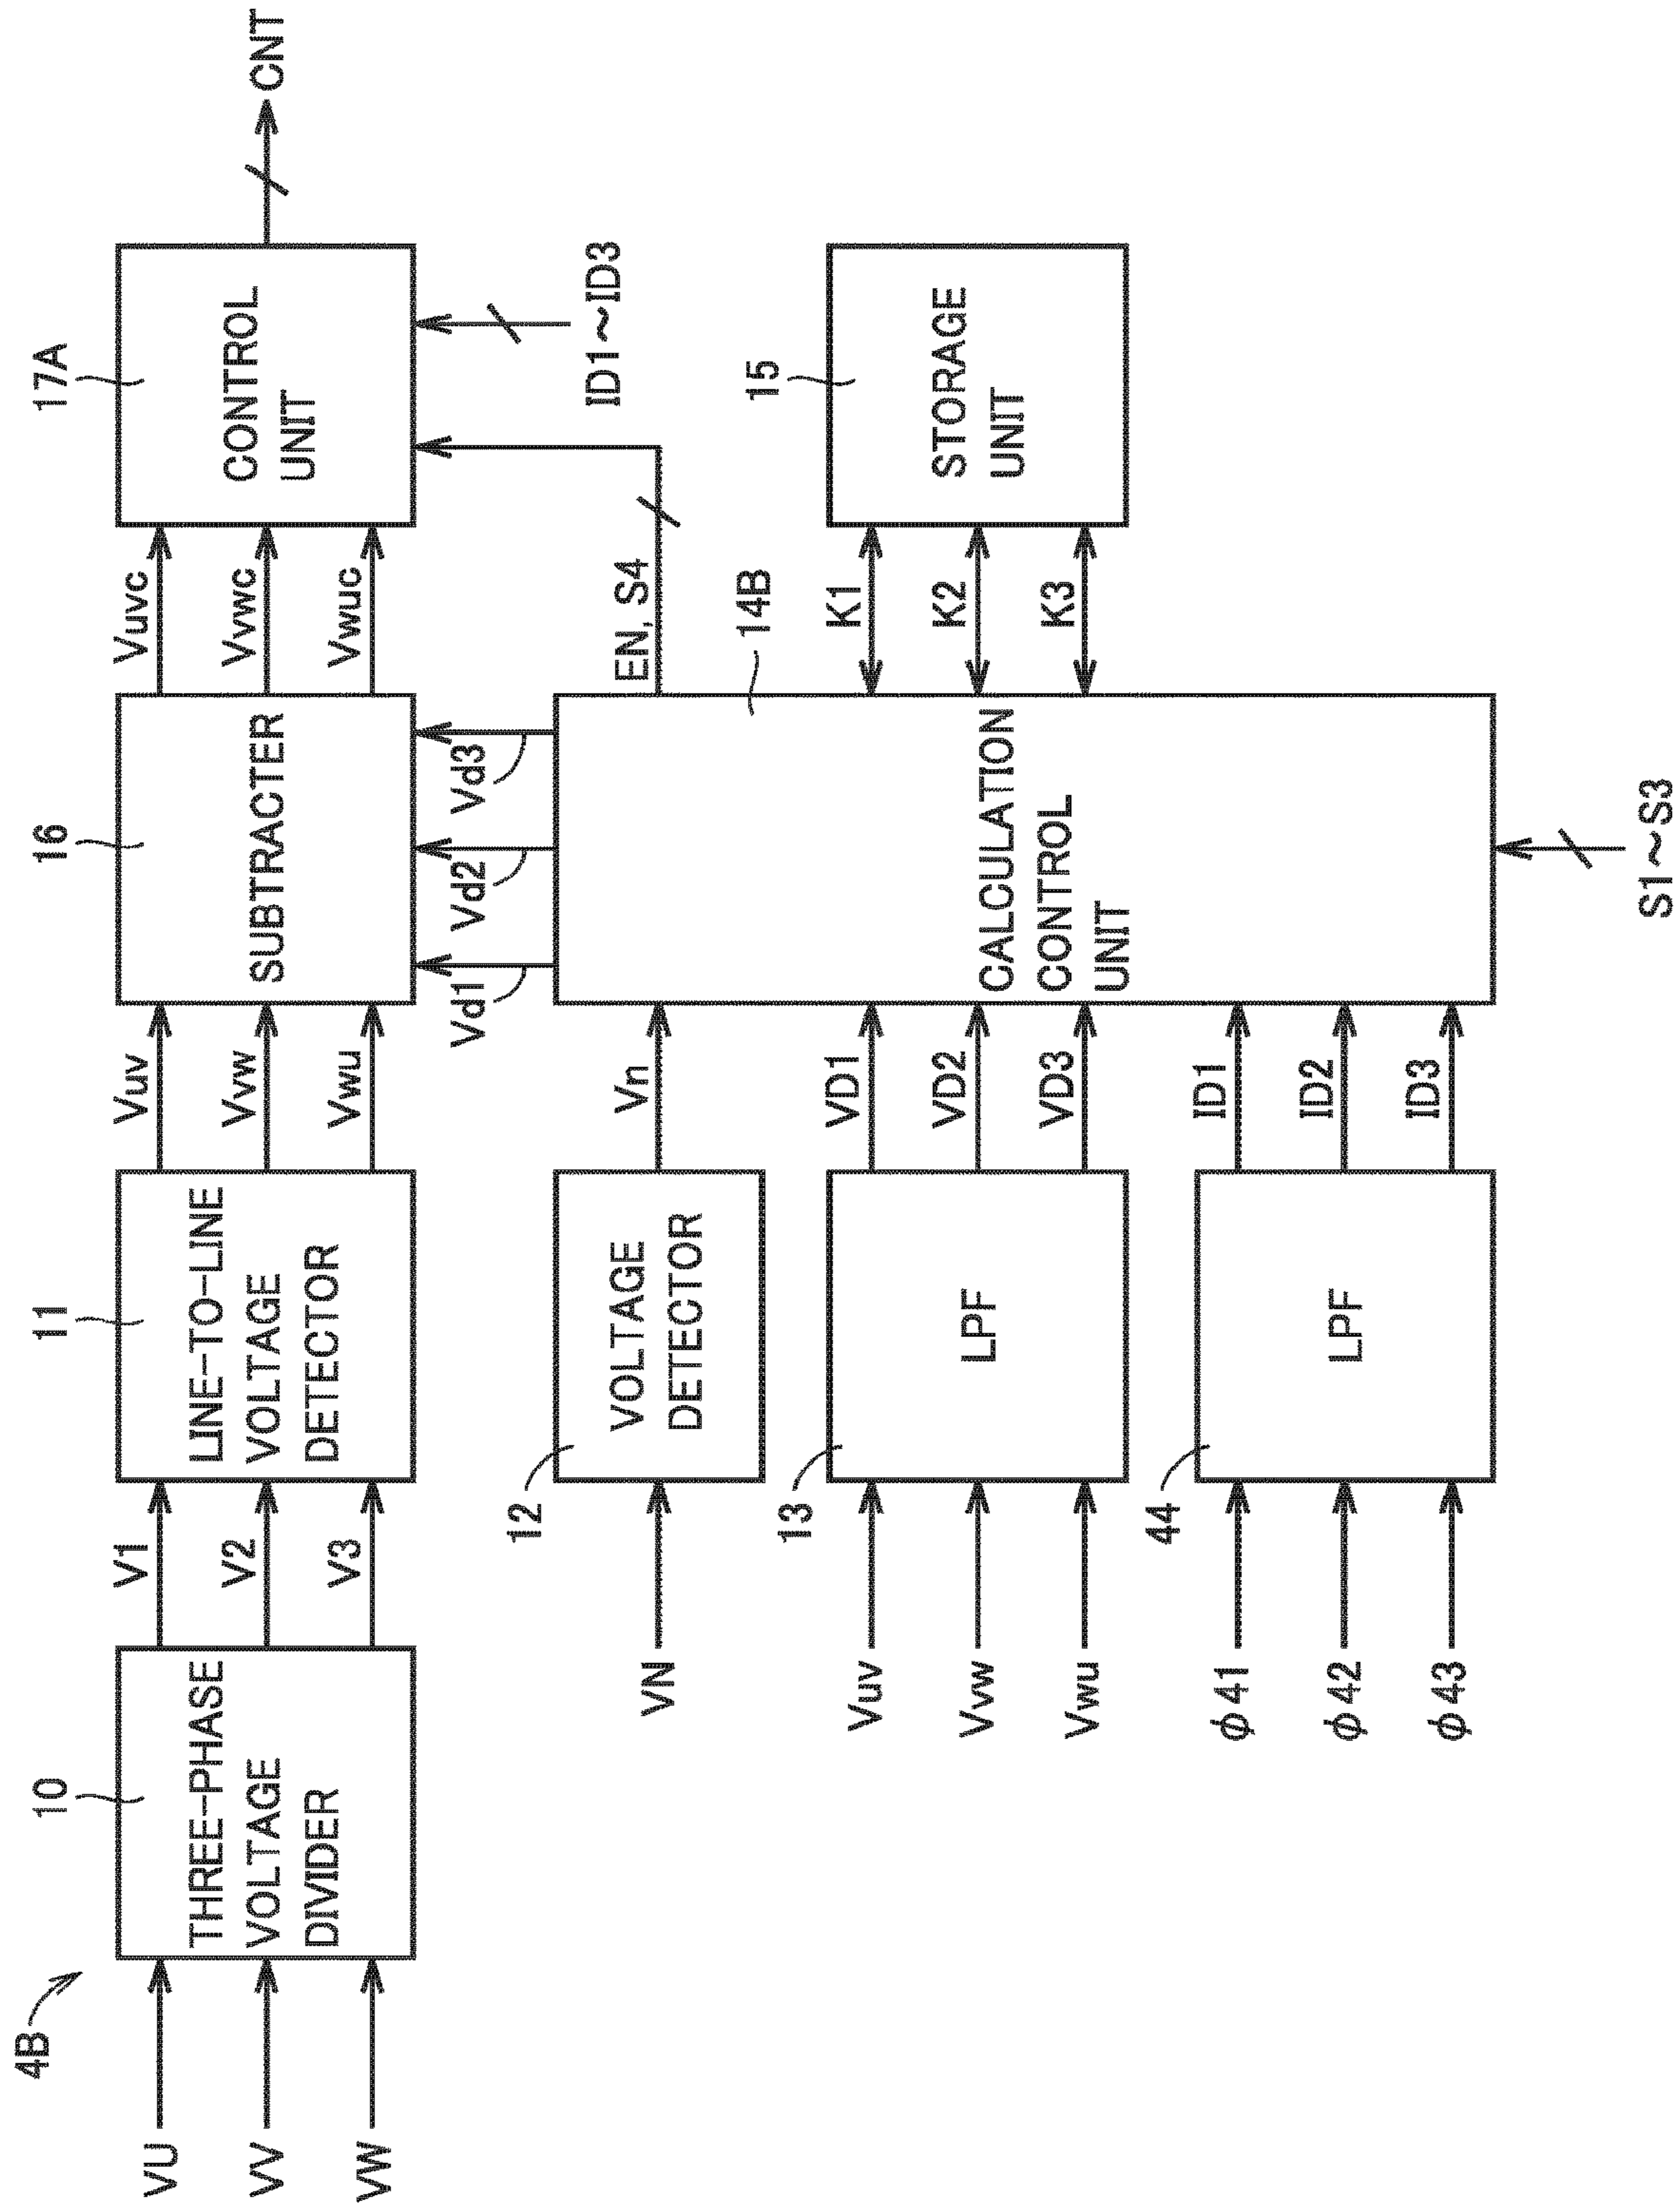 4B
VU
VV
VW
10
THREE-PHASE
VOLTAGE
DIVIDER
V1
V2
V3
11
LINE-TO-LINE
VOLTAGE
DETECTOR
Vuv
Vvw
Vwu
16
SUBTRACTER
Vuvc
Vvwc
Vwuc
17A
CONTROL
UNIT
CNT
ID1~ID3
Vd1
Vd2
Vd3
EN, S4
VN
12
VOLTAGE
DETECTOR
Vn
14B
CALCULATION
CONTROL
UNIT
Vuv
Vvw
Vwu
13
LPF
VD1
VD2
VD3
K1
K2
K3
15
STORAGE
UNIT
φ41
φ42
φ43
44
LPF
ID1
ID2
ID3
S1~S3